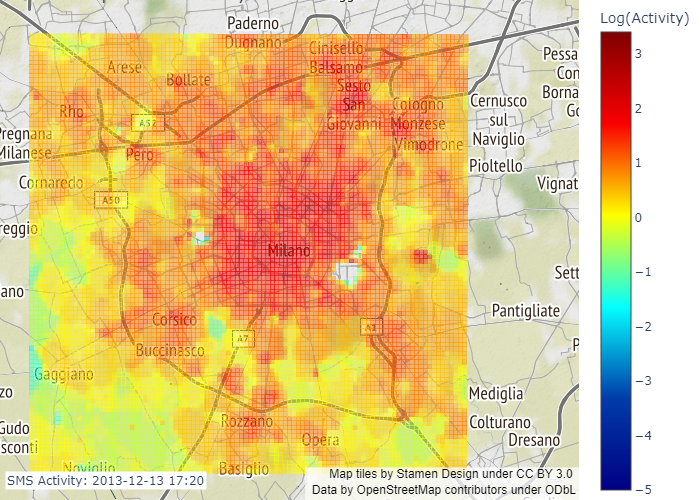 Paderno
Dugnano
Cinisello
Balsamo
Arese
Bollate
Sesto
San
Giovanni
Rho
Cologno
Monzese
A52
Pero
Vimodrone
Pregnana
Milanese
Cornaredo
A50
reggio
ano
Milano
Corsico
Buccinasco
A7
A1
Gaggiano
zo
Gudo
sconti
Rozzano
Opera
Noviglio
Basiglio
Pessa
Con
Borna
Go
Cernusco
sul
Naviglio
Pioltello
Vignat
Sett
Pantigliate
P
Mediglia
Colturano
Dresano
SMS Activity: 2013-12-13 17:20
Map tiles by Stamen Design under CC BY 3.0
Data by OpenStreetMap contributors under ODbL
Log(Activity)
3
2
1
0
−1
−2
−3
−4
−5